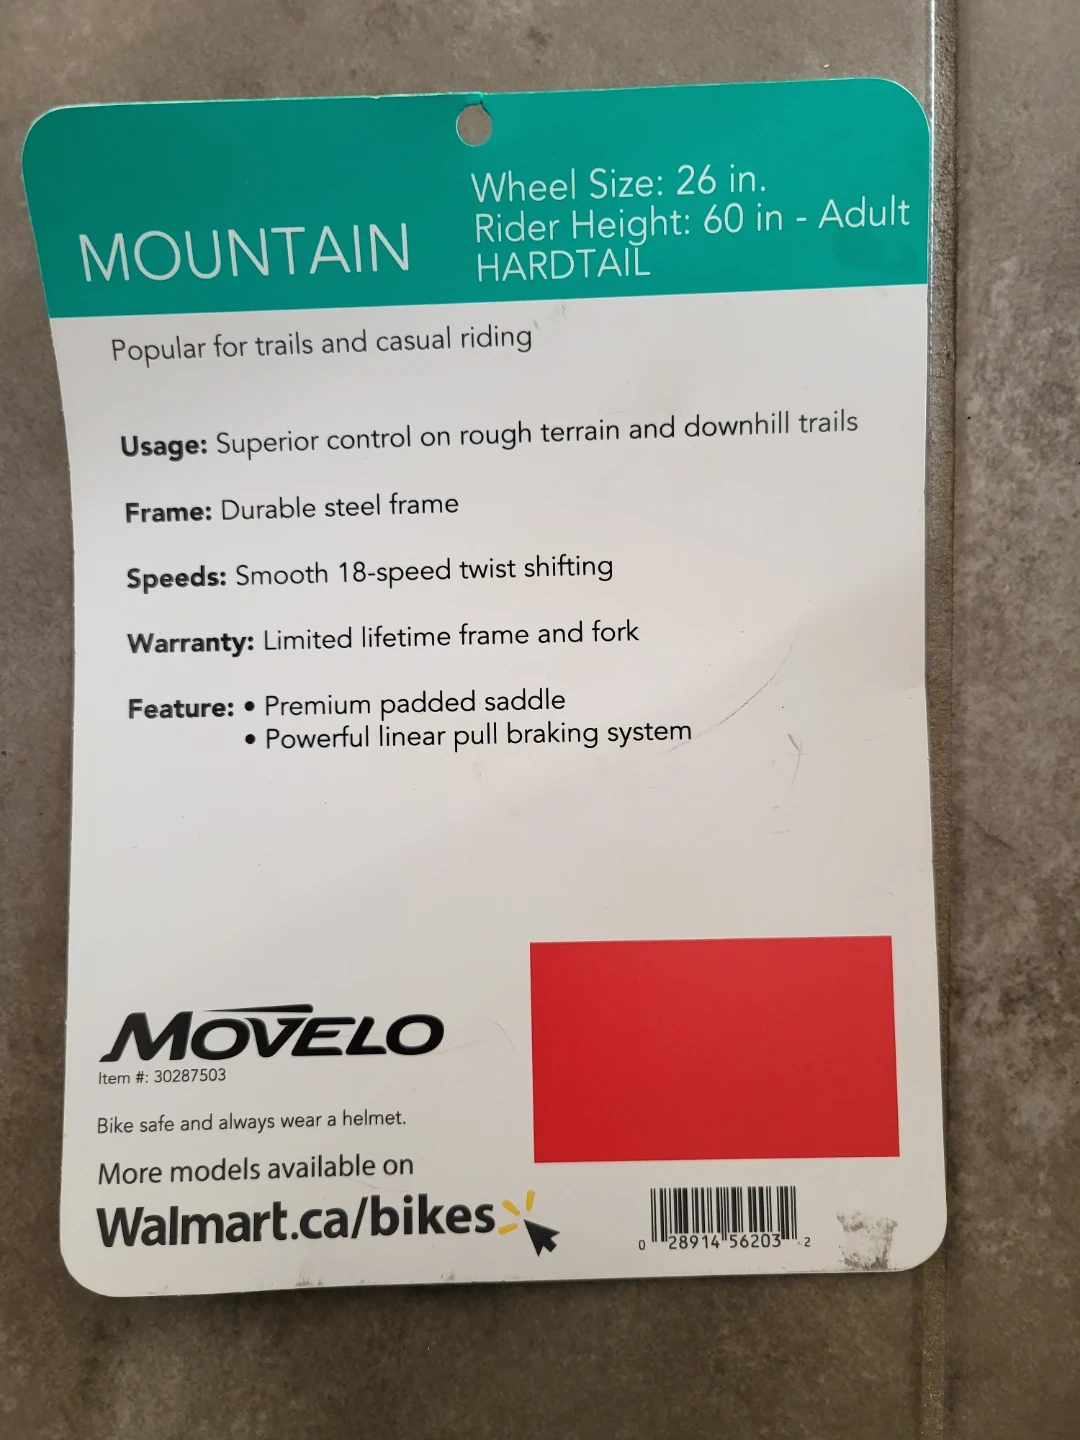 MOUNTAIN
Wheel Size: 26 in.
Rider Height: 60 in - Adult
HARDTAIL
Popular for trails and casual riding
Usage: Superior control on rough terrain and downhill trails
Frame: Durable steel frame
Speeds: Smooth 18-speed twist shifting
Warranty: Limited lifetime frame and fork
Feature: • Premium padded saddle
• Powerful linear pull braking system
MOVELO
Item #: 30287503
Bike safe and always wear a helmet.
More models available on
Walmart.ca/bikes
0 28914 56203 2